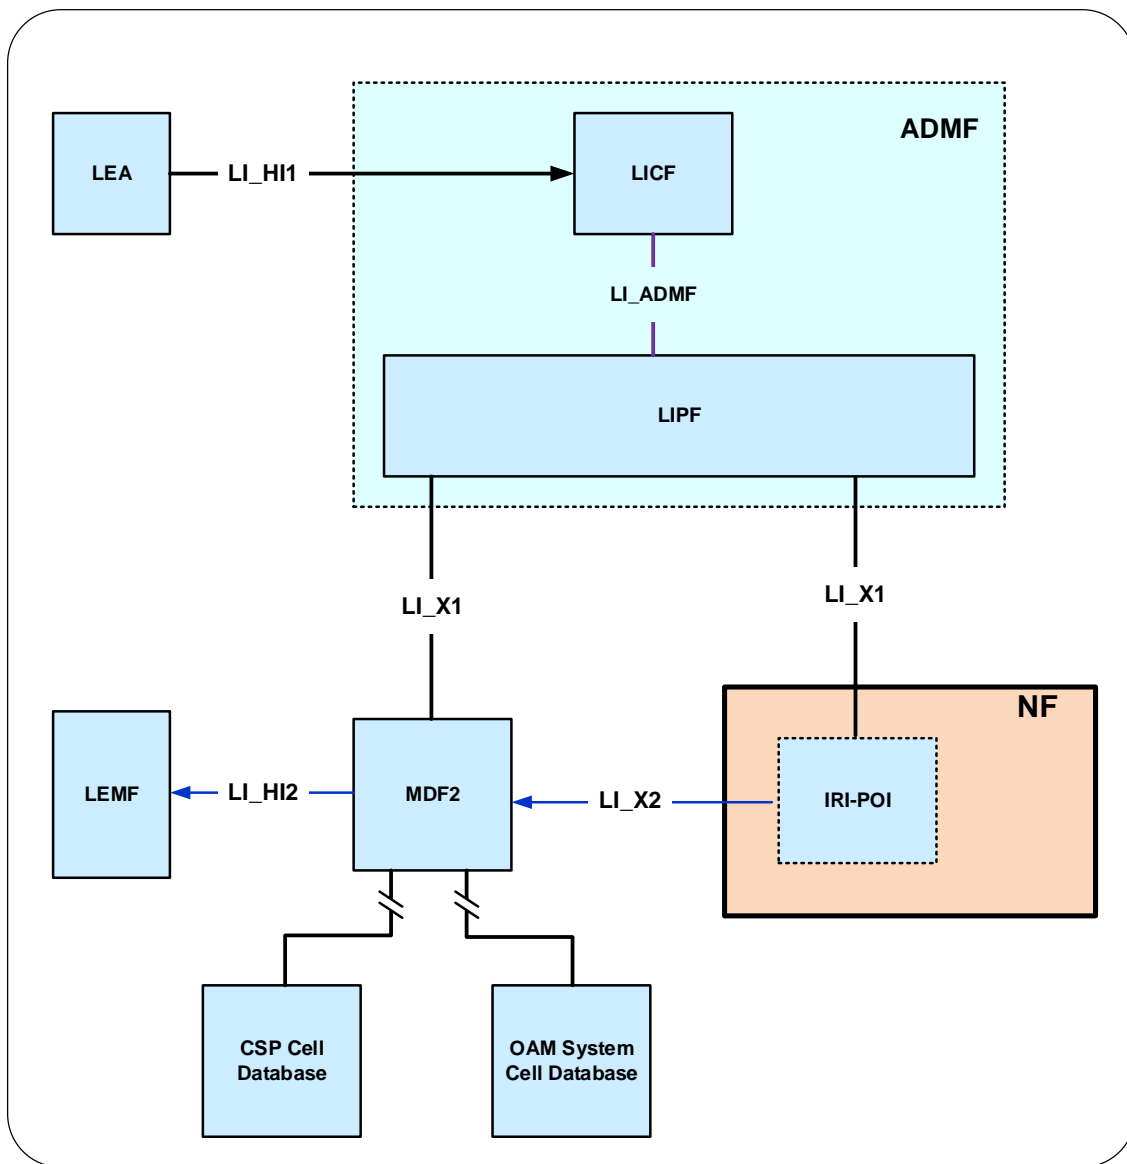 ADMF
LEA
LI_HI1
LICF
LI_ADMF
LIPF
LI_X1
LI_X1
NF
LEMF
LI_HI2
MDF2
LI_X2
IRI-POI
CSP Cell
Database
OAM System
Cell Database